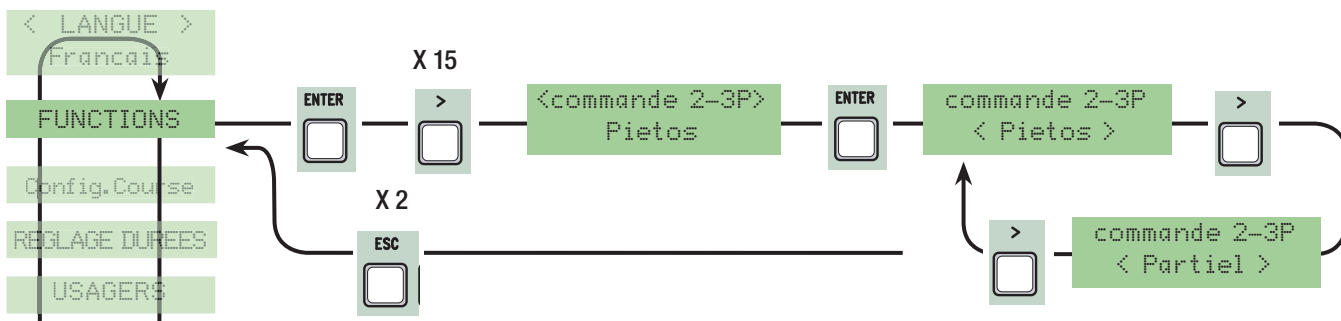 < LANGUE >
Francais
FUNCTIONS
Config.Course
REGLAGE DUREES
USAGERS
ENTER
X 15
>
<commande 2-3P>
Pietos
ENTER
commande 2-3P
< Pietos >
>
X 2
ESC
>
commande 2-3P
< Partiel >